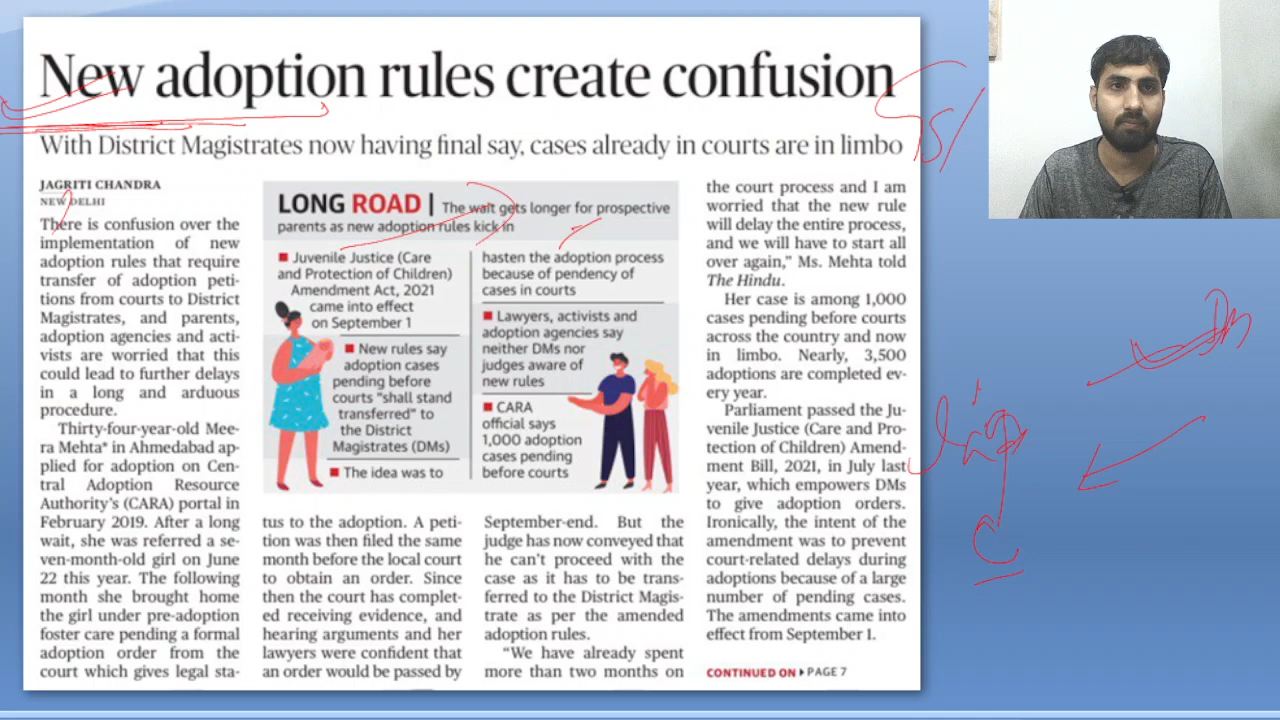 New adoption rules create confusion
With District Magistrates now having final say, cases already in courts are in limbo
JAGRITI CHANDRA
NEW DELHI
There is confusion over the
implementation of new
adoption rules that require
transfer of adoption peti-
tions from courts to District
Magistrates, and parents,
adoption agencies and acti-
vists are worried that this
could lead to further delays
in a long and arduous
procedure.
Thirty-four-year-old Mee-
ra Mehta* in Ahmedabad ap-
plied for adoption on Cen-
tral Adoption Resource
Authority's (CARA) portal in
February 2019. After a long
wait, she was referred a se-
ven-month-old girl on June
22 this year. The following
month she brought home
the girl under pre-adoption
foster care pending a formal
adoption order from the
court which gives legal sta-
LONG ROAD | The wait gets longer for prospective
parents as new adoption rules kick in
■ Juvenile Justice (Care
and Protection of Children)
Amendment Act, 2021
came into effect
on September 1
■ New rules say
adoption cases
pending before
courts "shall stand
transferred" to
the District
Magistrates (DMs)
■ The idea was to
hasten the adoption process
because of pendency of
cases in courts
■ Lawyers, activists and
adoption agencies say
neither DMs nor
judges aware of
new rules
■ CARA
official says
1,000 adoption
cases pending
before courts
tus to the adoption. A peti-
tion was then filed the same
month before the local court
to obtain an order. Since
then the court has complet-
ed receiving evidence, and
hearing arguments and her
lawyers were confident that
an order would be passed by
September-end. But the
judge has now conveyed that
he can't proceed with the
case as it has to be trans-
ferred to the District Magis-
trate as per the amended
adoption rules.
"We have already spent
more than two months on
the court process and I am
worried that the new rule
will delay the entire process,
and we will have to start all
over again," Ms. Mehta told
The Hindu.
Her case is among 1,000
cases pending before courts
across the country and now
in limbo. Nearly, 3,500
adoptions are completed ev-
ery year.
Parliament passed the Ju-
venile Justice (Care and Pro-
tection of Children) Amend-
ment Bill, 2021, in July last
year, which empowers DMs
to give adoption orders.
Ironically, the intent of the
amendment was to prevent
court-related delays during
adoptions because of a large
number of pending cases.
The amendments came into
effect from September 1.
CONTINUED ON ▸ PAGE 7